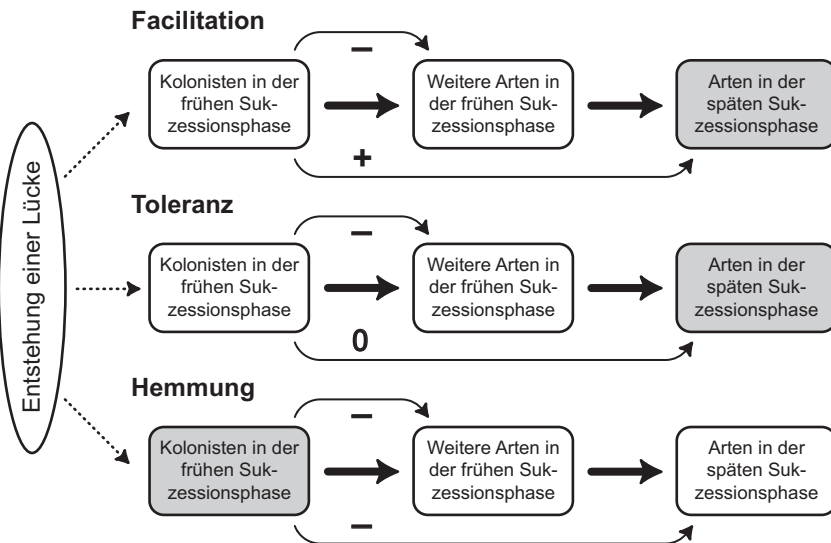 Facilitation
–
Kolonisten in der
frühen Suk-
zessionsphase
Weitere Arten in
der frühen Suk-
zessionsphase
Arten in der
späten Suk-
zessionsphase
+
Entstehung einer Lücke
Toleranz
–
Kolonisten in der
frühen Suk-
zessionsphase
Weitere Arten in
der frühen Suk-
zessionsphase
Arten in der
späten Suk-
zessionsphase
0
Hemmung
–
Kolonisten in der
frühen Suk-
zessionsphase
Weitere Arten in
der frühen Suk-
zessionsphase
Arten in der
späten Suk-
zessionsphase
–